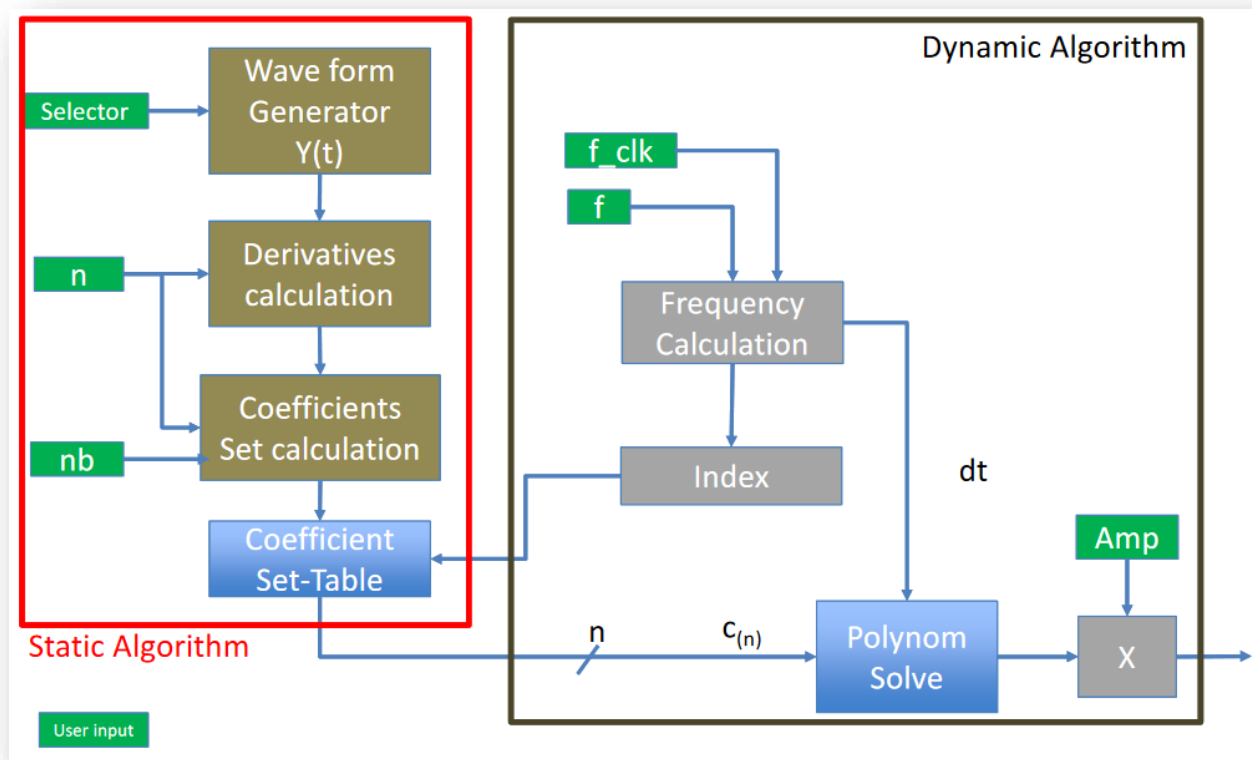 Dynamic Algorithm
Selector
Wave form
Generator
Y(t)
f_clk
f
n
Derivatives
calculation
Frequency
Calculation
Coefficients
Set calculation
nb
Index
dt
Coefficient
Set-Table
Amp
Static Algorithm
n
c(n)
Polynom
Solve
X
User input